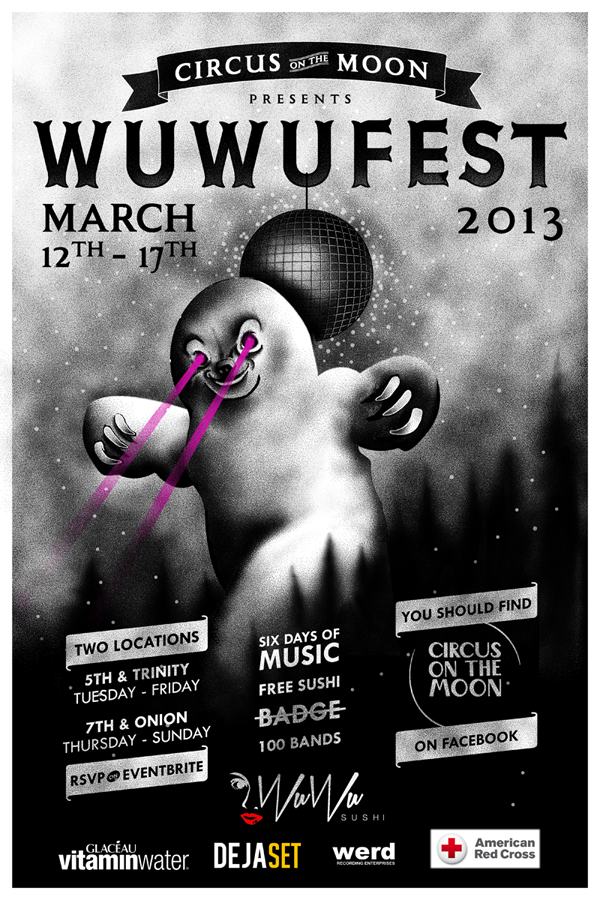 CIRCUS ON THE MOON
PRESENTS
WUWUFEST
MARCH
12TH - 17TH
2013
TWO LOCATIONS
5TH & TRINITY
TUESDAY - FRIDAY
7TH & ONION
THURSDAY - SUNDAY
RSVP ON EVENTBRITE
SIX DAYS OF
MUSIC
FREE SUSHI
BADGE
100 BANDS
YOU SHOULD FIND
CIRCUS
ON THE
MOON
ON FACEBOOK
WuWu
SUSHI
GLACÉAU
vitaminwater
DEJASET
werd
RECORDING ENTERPRISES
American
Red Cross